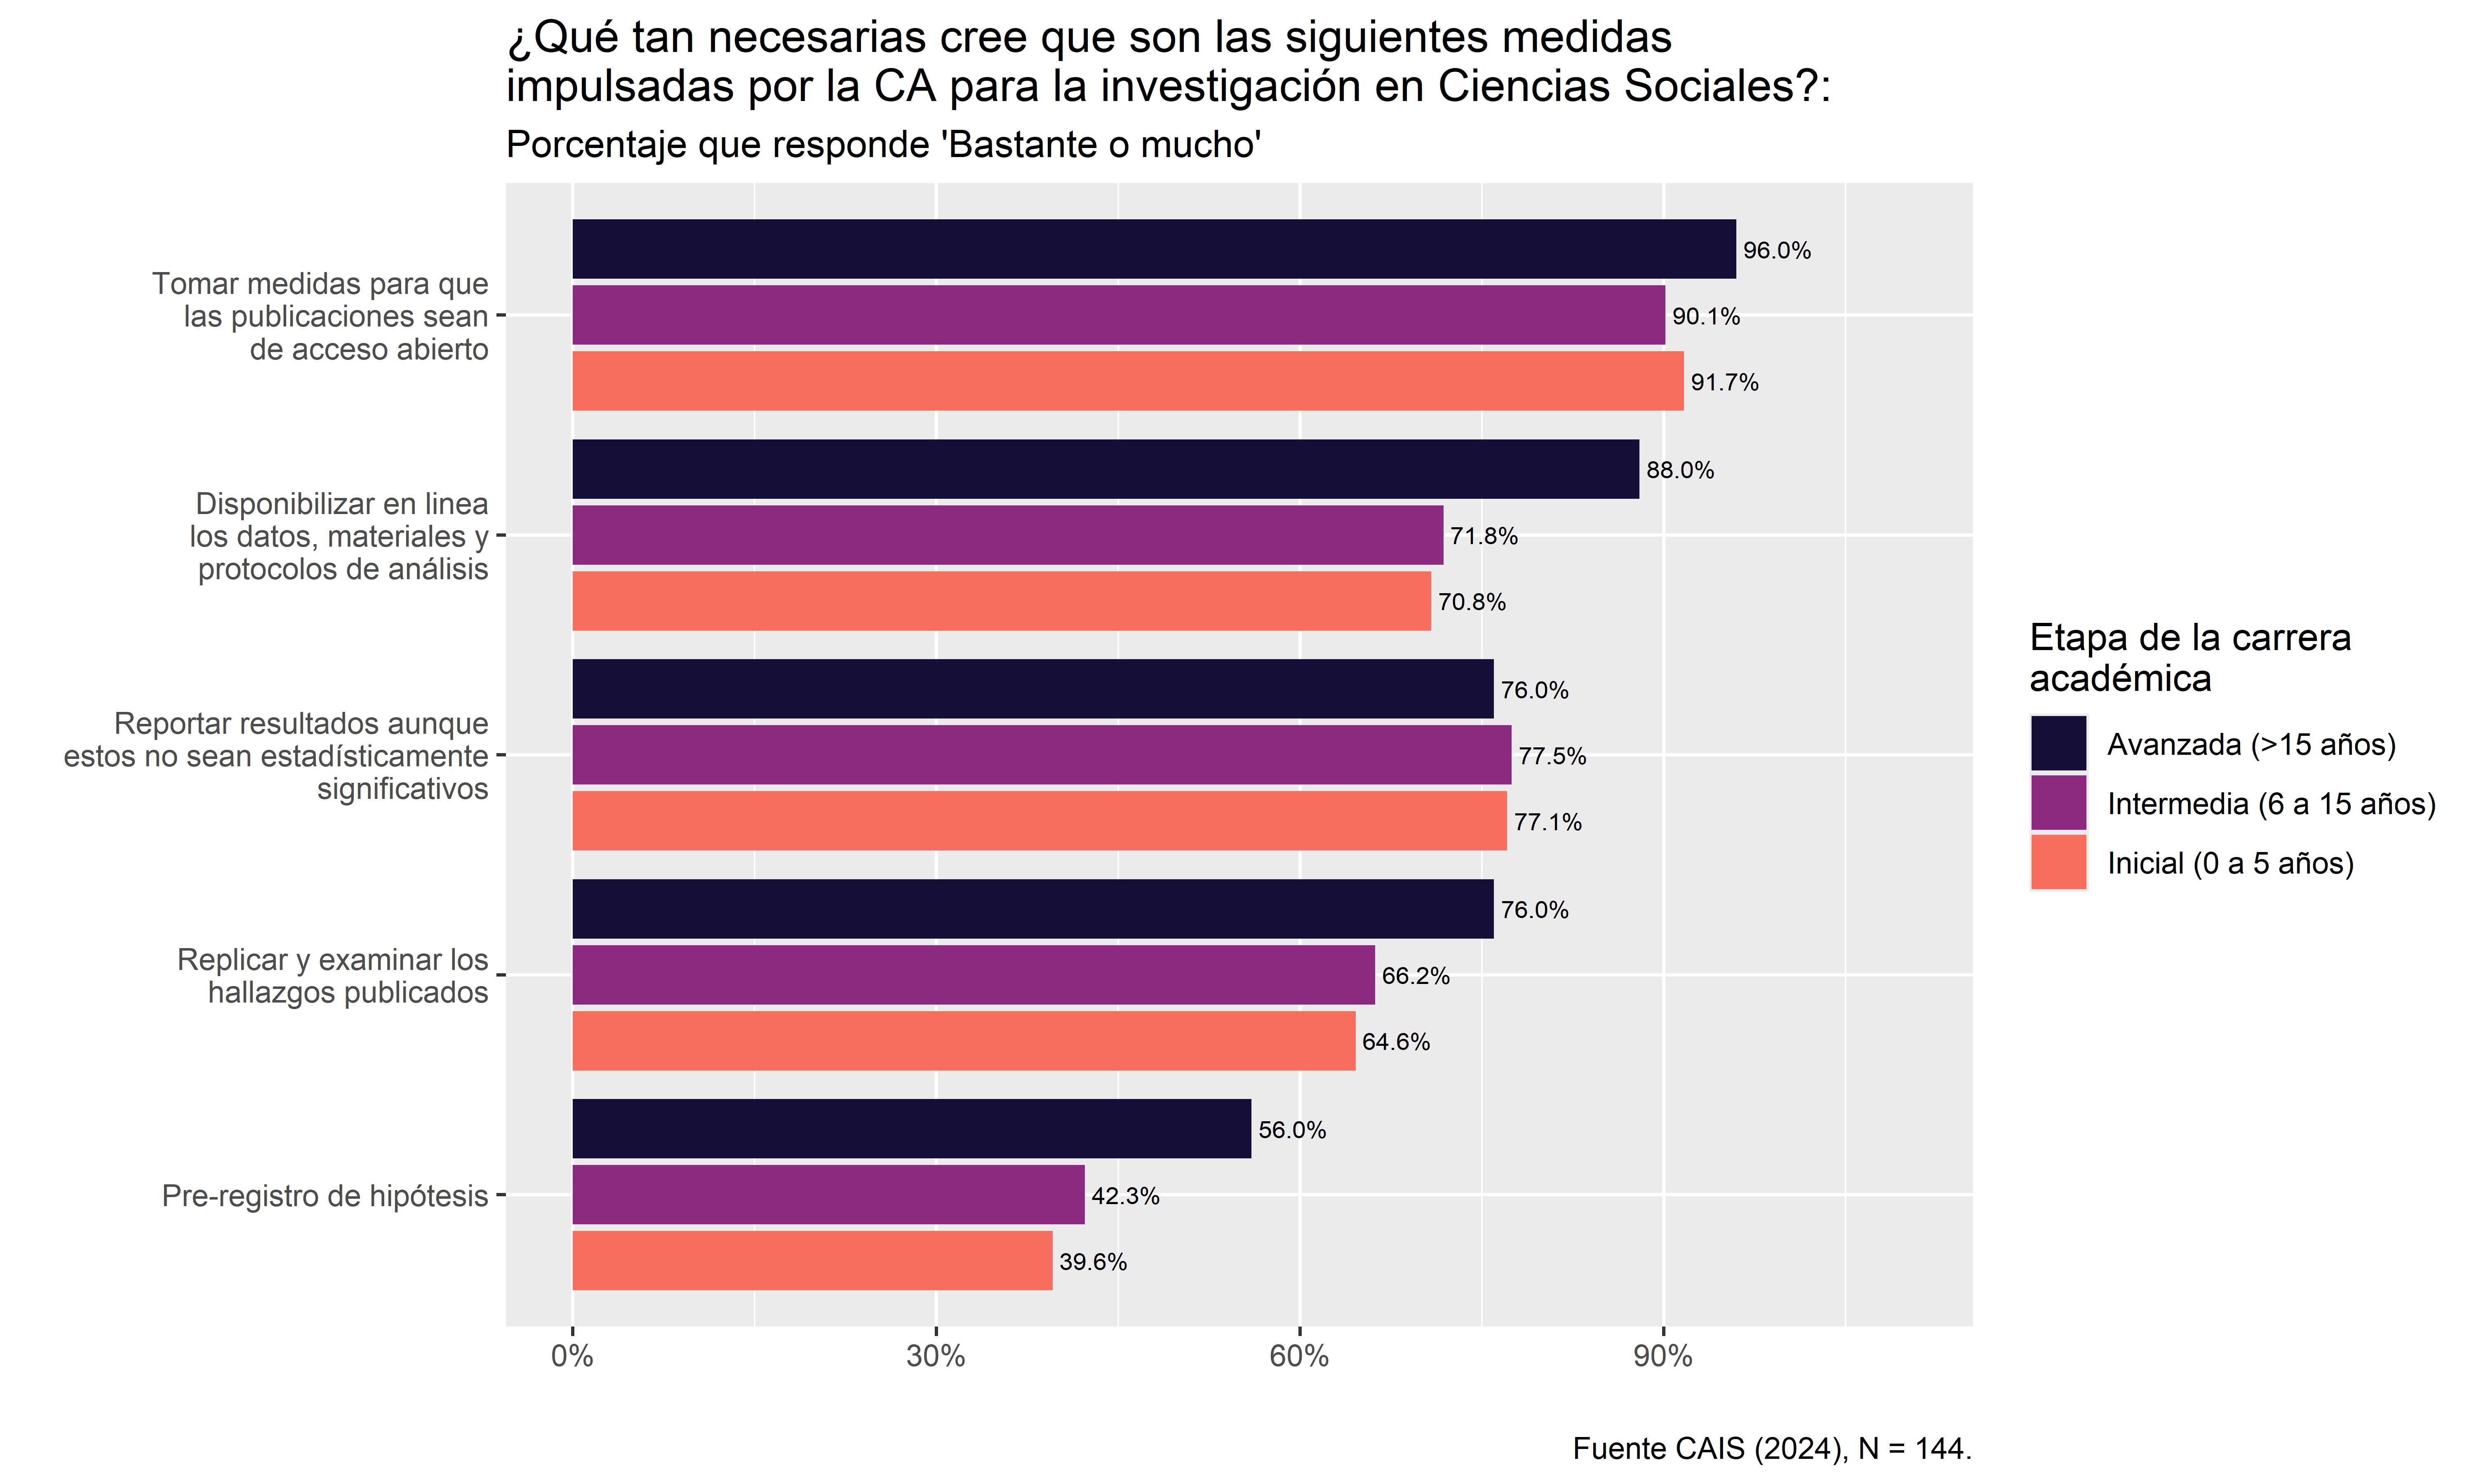 ¿Qué tan necesarias cree que son las siguientes medidas
impulsadas por la CA para la investigación en Ciencias Sociales?:
Porcentaje que responde 'Bastante o mucho'
Tomar medidas para que
las publicaciones sean
de acceso abierto
96.0%
90.1%
91.7%
Disponibilizar en linea
los datos, materiales y
protocolos de análisis
88.0%
71.8%
70.8%
Reportar resultados aunque
estos no sean estadísticamente
significativos
76.0%
77.5%
77.1%
Replicar y examinar los
hallazgos publicados
76.0%
66.2%
64.6%
Pre-registro de hipótesis
56.0%
42.3%
39.6%
0%
30%
60%
90%
Etapa de la carrera
académica
Avanzada (>15 años)
Intermedia (6 a 15 años)
Inicial (0 a 5 años)
Fuente CAIS (2024), N = 144.